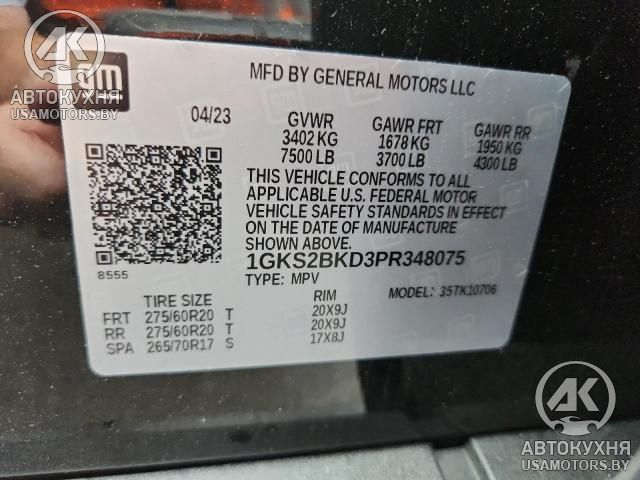 АК
АВТОКУХНЯ
USAMOTORS.BY
gm
MFD BY GENERAL MOTORS LLC
04/23 GVWR GAWR FRT GAWR RR
3402 KG 1678 KG 1950 KG
7500 LB 3700 LB 4300 LB
THIS VEHICLE CONFORMS TO ALL
APPLICABLE U.S. FEDERAL MOTOR
VEHICLE SAFETY STANDARDS IN EFFECT
ON THE DATE OF MANUFACTURE
SHOWN ABOVE.
8555
1GKS2BKD3PR348075
TYPE: MPV MODEL: 35TK10706
TIRE SIZE RIM
FRT 275/60R20 T 20X9J
RR 275/60R20 T 20X9J
SPA 265/70R17 S 17X8J
АК
АВТОКУХНЯ
USAMOTORS.BY